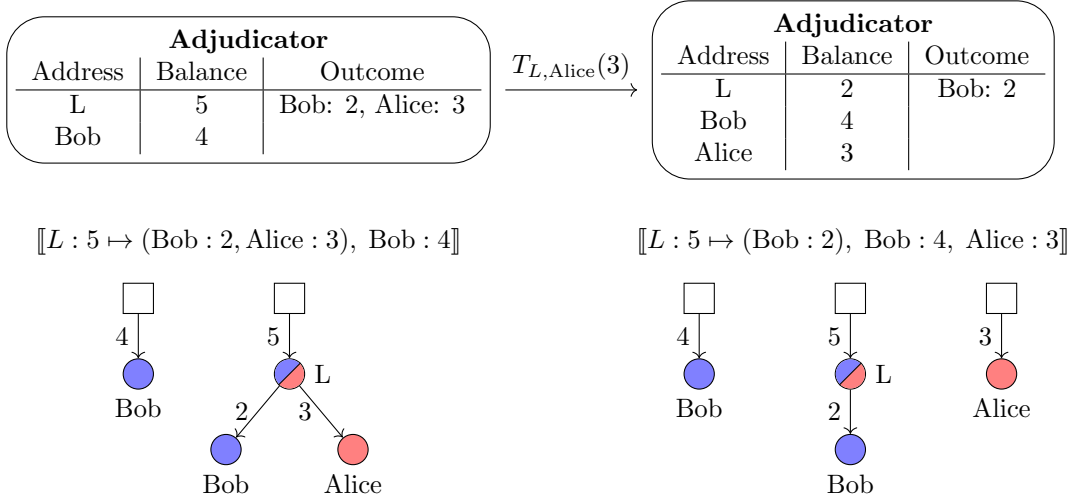 Adjudicator
Address Balance Outcome
L 5 Bob: 2, Alice: 3
Bob 4
T_{L,Alice}(3)
Adjudicator
Address Balance Outcome
L 2 Bob: 2
Bob 4
Alice 3
⟦L : 5 ↦ (Bob : 2, Alice : 3), Bob : 4⟧
4 5
L
Bob
2 3
Bob Alice
⟦L : 5 ↦ (Bob : 2), Bob : 4, Alice : 3⟧
4 5 3
L
Bob Alice
2
Bob